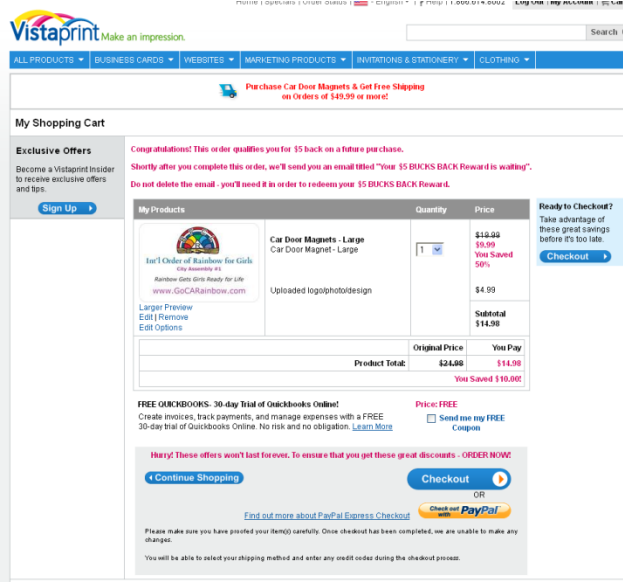 Home | Specials | Order Status | English | Help | 1.866.614.8002 Log Out | My Account | Cart
Vistaprint Make an impression.
Search
ALL PRODUCTS BUSINESS CARDS WEBSITES MARKETING PRODUCTS INVITATIONS & STATIONERY CLOTHING
Purchase Car Door Magnets & Get Free Shipping
on Orders of $49.99 or more!
My Shopping Cart
Exclusive Offers
Become a Vistaprint Insider
to receive exclusive offers
and tips.
Sign Up
Congratulations! This order qualifies you for $5 back on a future purchase.
Shortly after you complete this order, we'll send you an email titled "Your $5 BUCKS BACK Reward is waiting".
Do not delete the email - you'll need it in order to redeem your $5 BUCKS BACK Reward.
My Products Quantity Price
Int'l Order of Rainbow for Girls
City Assembly #1
Rainbow Gets Girls Ready for Life
www.GoCARainbow.com
Larger Preview
Edit | Remove
Edit Options
Car Door Magnets - Large
Car Door Magnet - Large
Uploaded logo/photo/design
1
$19.99
$9.99
You Saved
50%
$4.99
Subtotal
$14.98
Original Price You Pay
Product Total: $24.98 $14.98
You Saved $10.00!
Ready to Checkout?
Take advantage of
these great savings
before it's too late.
Checkout
FREE QUICKBOOKS- 30-day Trial of Quickbooks Online! Price: FREE
Create invoices, track payments, and manage expenses with a FREE
30-day trial of Quickbooks Online. No risk and no obligation. Learn More
Send me my FREE
Coupon
Hurry! These offers won't last forever. To ensure that you get these great discounts - ORDER NOW!
Continue Shopping
Checkout
OR
Find out more about PayPal Express Checkout
Check out with PayPal
Please make sure you have proofed your item(s) carefully. Once checkout has been completed, we are unable to make any
changes.
You will be able to select your shipping method and enter any credit codes during the checkout process.